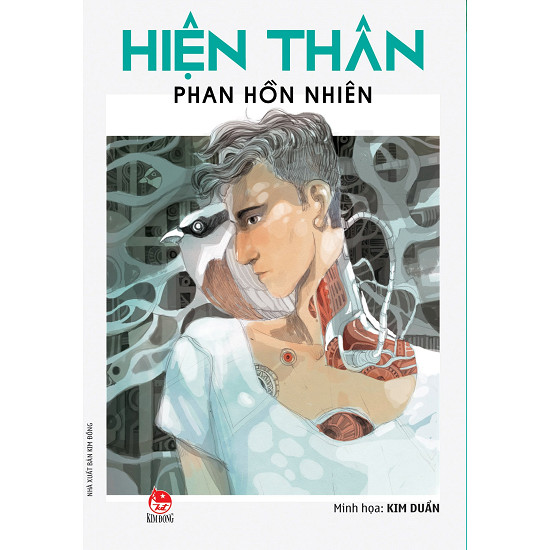 HIỆN THÂN
PHAN HỒN NHIÊN
NHÀ XUẤT BẢN KIM ĐỒNG
KIM ĐỒNG
Minh họa: KIM DUẨN